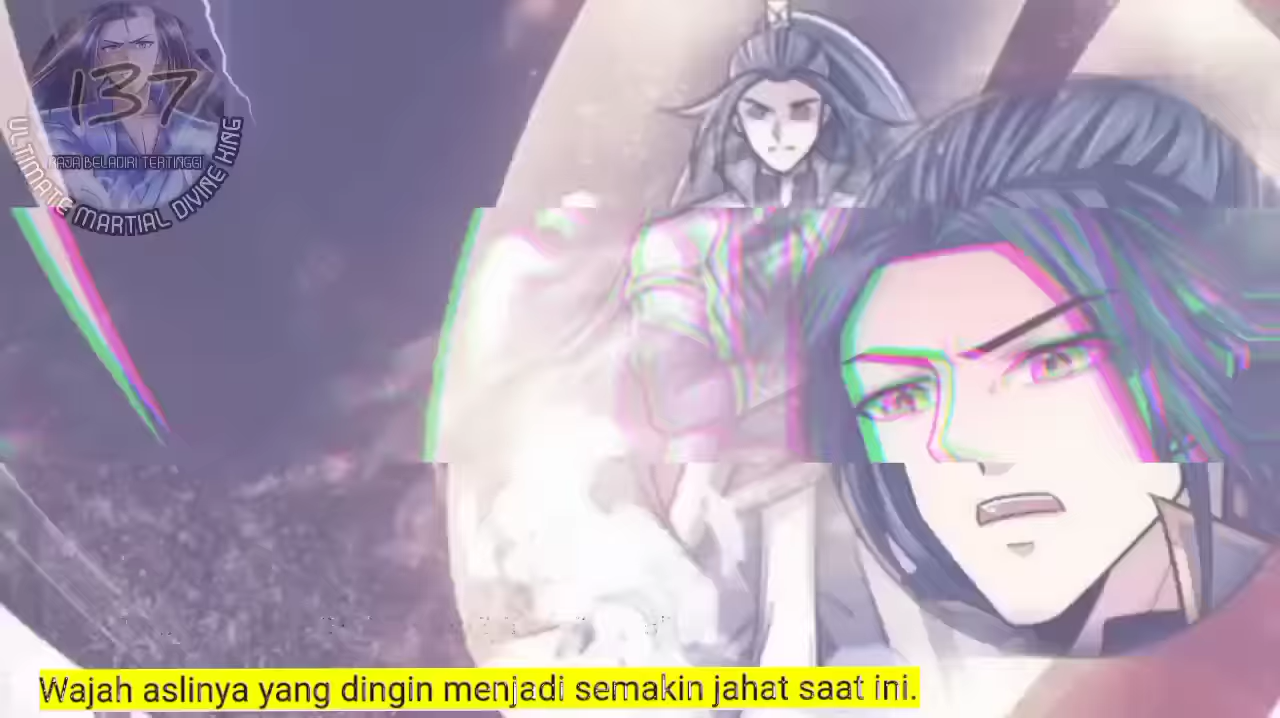 137
RAJA BELADIRI TERTINGGI
ULTIMATE MARTIAL DIVINE KING
Wajah aslinya yang dingin menjadi semakin jahat saat ini.